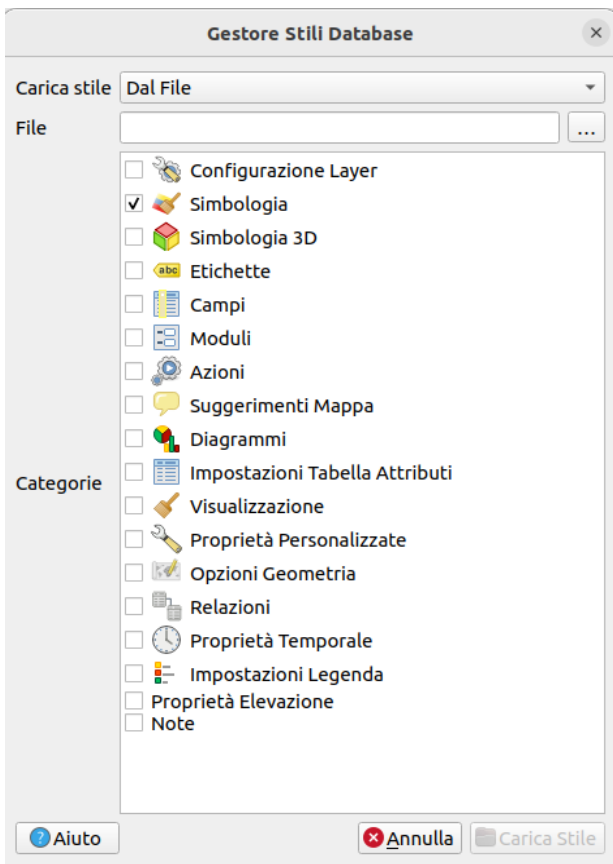 Gestore Stili Database
Carica stile Dal File
File ...
Configurazione Layer
Simbologia
Simbologia 3D
abc Etichette
Campi
Moduli
Azioni
Suggerimenti Mappa
Diagrammi
Categorie
Impostazioni Tabella Attributi
Visualizzazione
Proprietà Personalizzate
Opzioni Geometria
Relazioni
Proprietà Temporale
Impostazioni Legenda
Proprietà Elevazione
Note
? Aiuto Annulla Carica Stile